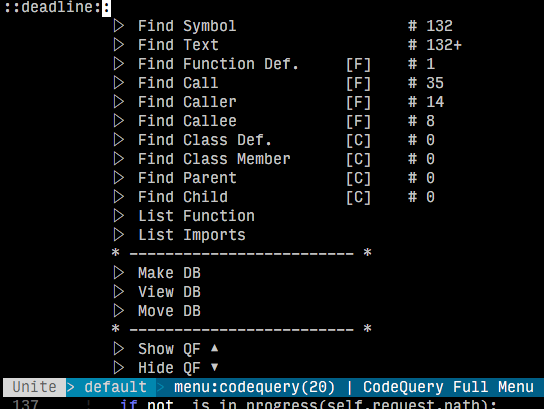 ::deadline::
▷ Find Symbol # 132
▷ Find Text # 132+
▷ Find Function Def. [F] # 1
▷ Find Call [F] # 35
▷ Find Caller [F] # 14
▷ Find Callee [F] # 8
▷ Find Class Def. [C] # 0
▷ Find Class Member [C] # 0
▷ Find Parent [C] # 0
▷ Find Child [C] # 0
▷ List Function
▷ List Imports
* ------------------------- *
▷ Make DB
▷ View DB
▷ Move DB
* ------------------------- *
▷ Show QF ▲
▷ Hide QF ▼
Unite > default > menu:codequery(20) | CodeQuery Full Menu
137 if not is in progress(self.request.path):